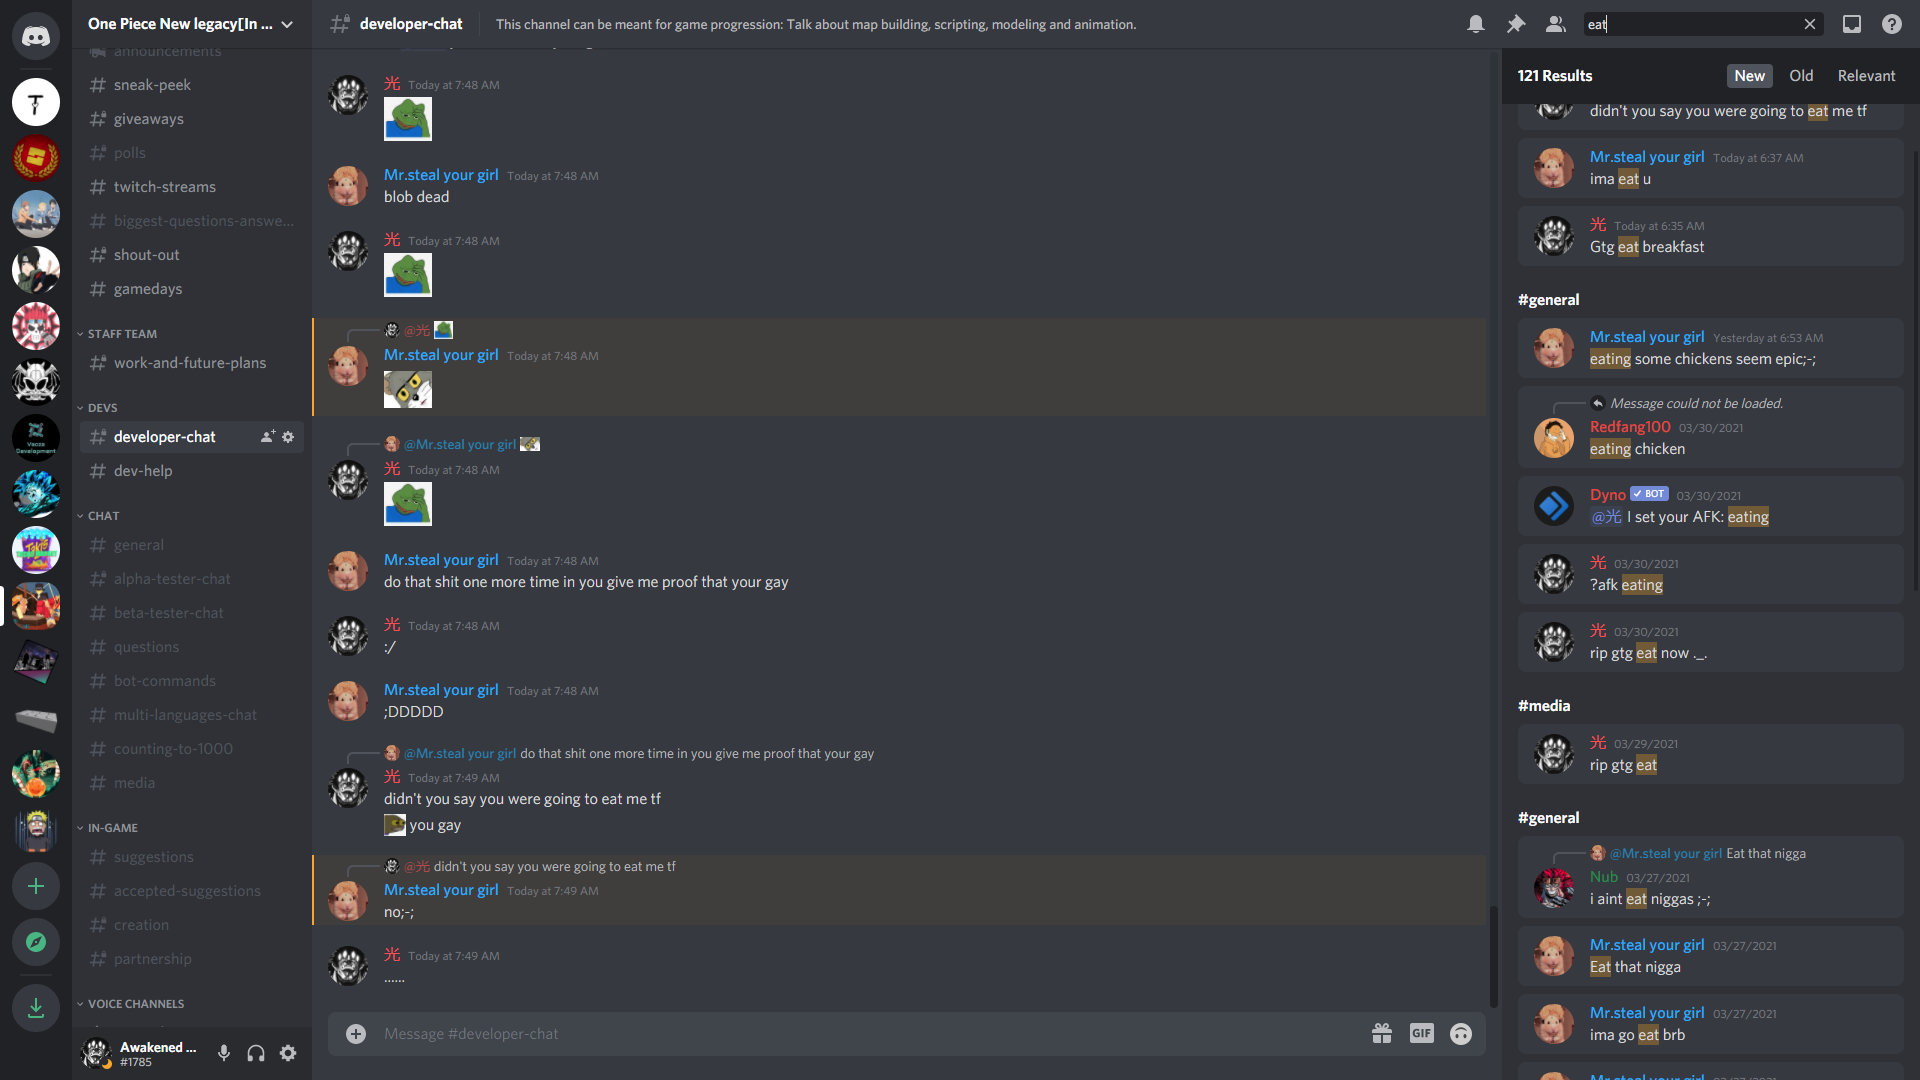 One Piece New legacy[In ...
announcements
sneak-peek
giveaways
polls
twitch-streams
biggest-questions-answe...
shout-out
gamedays
STAFF TEAM
work-and-future-plans
DEVS
developer-chat
dev-help
CHAT
general
alpha-tester-chat
beta-tester-chat
questions
bot-commands
multi-languages-chat
counting-to-1000
media
IN-GAME
suggestions
accepted-suggestions
creation
partnership
VOICE CHANNELS
Awakened ...
#1785
developer-chat
This channel can be meant for game progression: Talk about map building, scripting, modeling and animation.
光 Today at 7:48 AM
Mr.steal your girl Today at 7:48 AM
blob dead
光 Today at 7:48 AM
@光
Mr.steal your girl Today at 7:48 AM
@Mr.steal your girl
光 Today at 7:48 AM
Mr.steal your girl Today at 7:48 AM
do that shit one more time in you give me proof that your gay
光 Today at 7:48 AM
:/
Mr.steal your girl Today at 7:48 AM
;DDDDD
@Mr.steal your girl do that shit one more time in you give me proof that your gay
光 Today at 7:49 AM
didn't you say you were going to eat me tf
you gay
@光 didn't you say you were going to eat me tf
Mr.steal your girl Today at 7:49 AM
no;-;
光 Today at 7:49 AM
......
Message #developer-chat
GIF
eat
121 Results
New Old Relevant
didn't you say you were going to eat me tf
Mr.steal your girl Today at 6:37 AM
ima eat u
光 Today at 6:35 AM
Gtg eat breakfast
#general
Mr.steal your girl Yesterday at 6:53 AM
eating some chickens seem epic;-;
Message could not be loaded.
Redfang100 03/30/2021
eating chicken
Dyno BOT 03/30/2021
@光 I set your AFK: eating
光 03/30/2021
?afk eating
光 03/30/2021
rip gtg eat now ._.
#media
光 03/29/2021
rip gtg eat
#general
@Mr.steal your girl Eat that nigga
Nub 03/27/2021
i aint eat niggas ;-;
Mr.steal your girl 03/27/2021
Eat that nigga
Mr.steal your girl 03/27/2021
ima go eat brb
Mr.steal your girl 03/27/2021